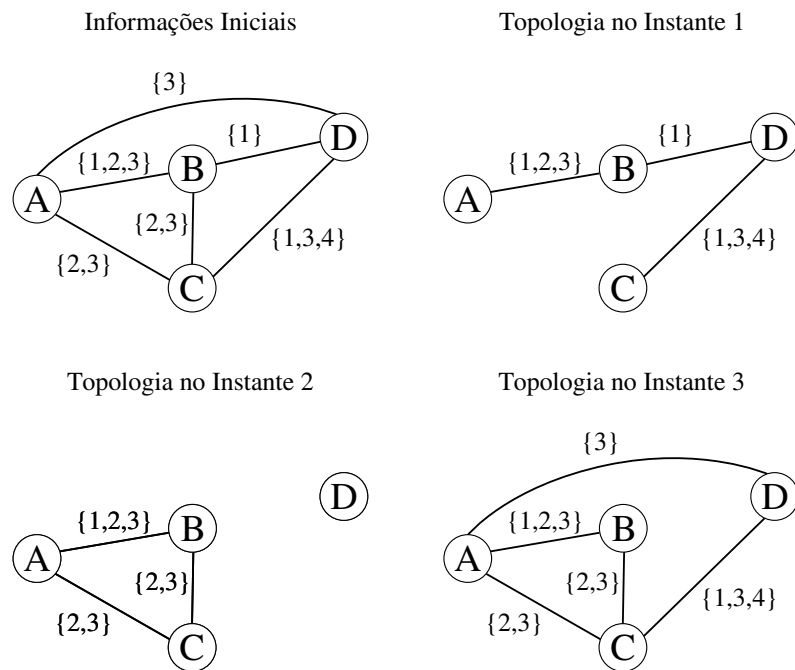 Informações Iniciais
{3}
{1}
D
{1,2,3}
B
A
{2,3}
{1,3,4}
{2,3}
C
Topologia no Instante 1
{1}
D
{1,2,3}
B
A
{1,3,4}
C
Topologia no Instante 2
D
{1,2,3}
B
A
{2,3}
{2,3}
C
Topologia no Instante 3
{3}
D
{1,2,3}
B
A
{2,3}
{1,3,4}
{2,3}
C